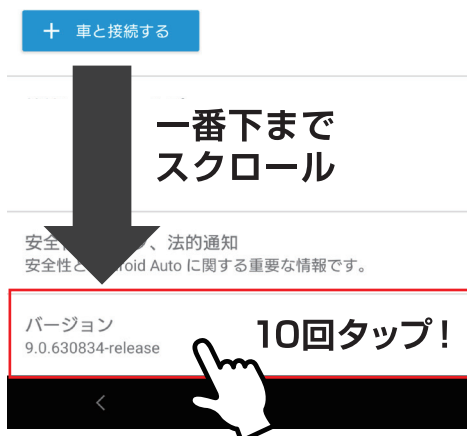 ＋ 車と接続する
一番下まで
スクロール
安全、法的通知
安全性と roid Auto に関する重要な情報です。
バージョン
9.0.630834-release
10回タップ！